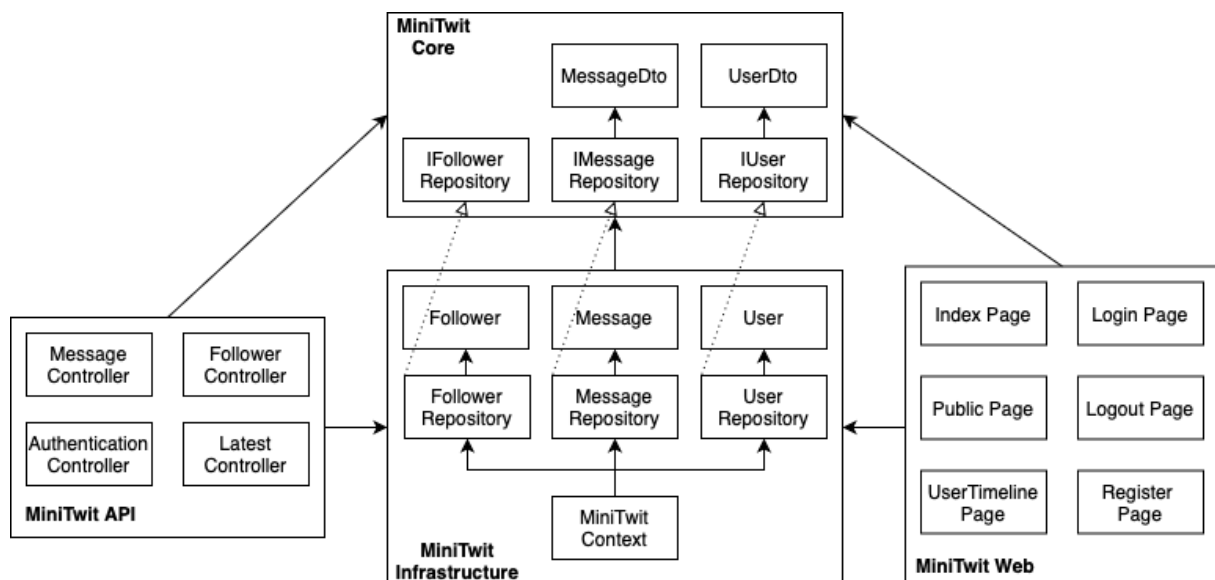 MiniTwit
Core
MessageDto
UserDto
IFollower
Repository
IMessage
Repository
IUser
Repository
Follower
Message
User
Follower
Repository
Message
Repository
User
Repository
MiniTwit
Context
MiniTwit
Infrastructure
Message
Controller
Follower
Controller
Authentication
Controller
Latest
Controller
MiniTwit API
Index Page
Login Page
Public Page
Logout Page
UserTimeline
Page
Register
Page
MiniTwit Web